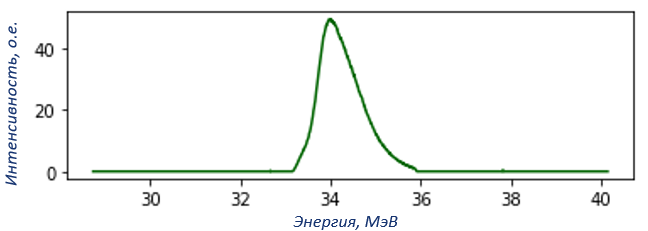 Интенсивность, о.е.
40
20
0
30 32 34 36 38 40
Энергия, МэВ